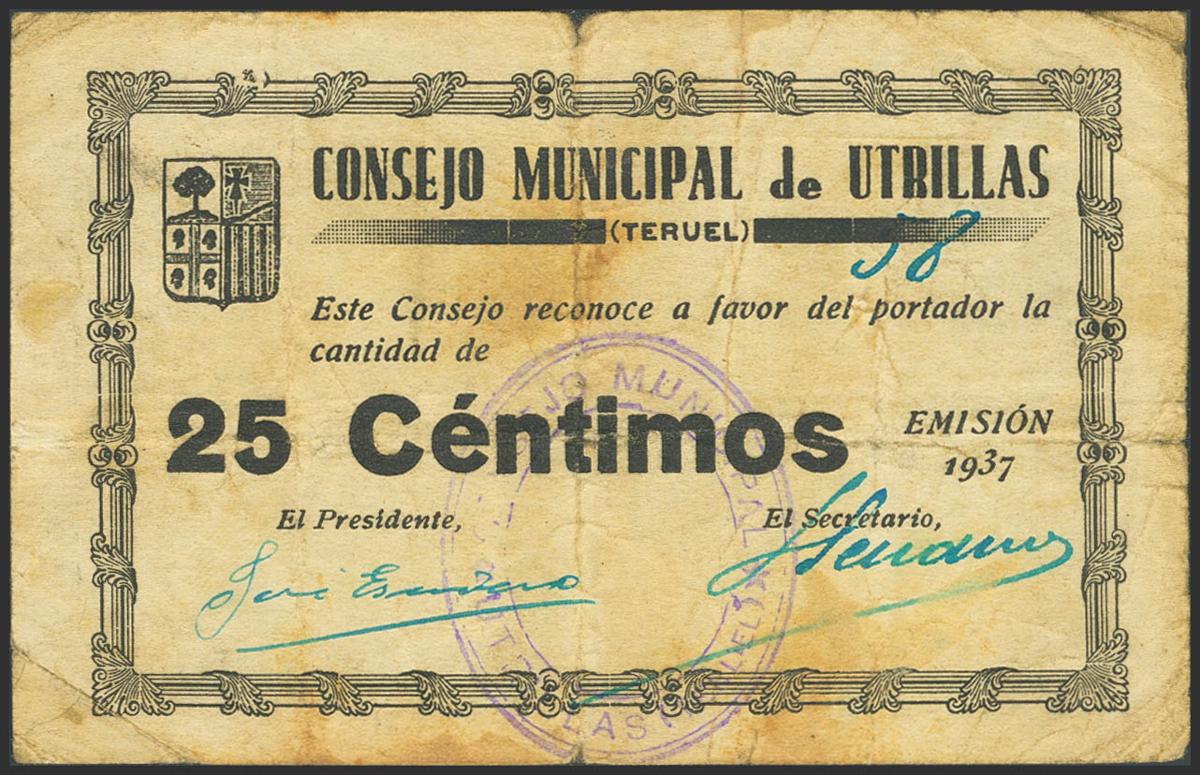 CONSEJO MUNICIPAL de UTRILLAS
(TERUEL)
58
Este Consejo reconoce a favor del portador la
cantidad de
25 Céntimos
EMISIÓN
1937
El Presidente,
El Secretario,
MUNICIPAL